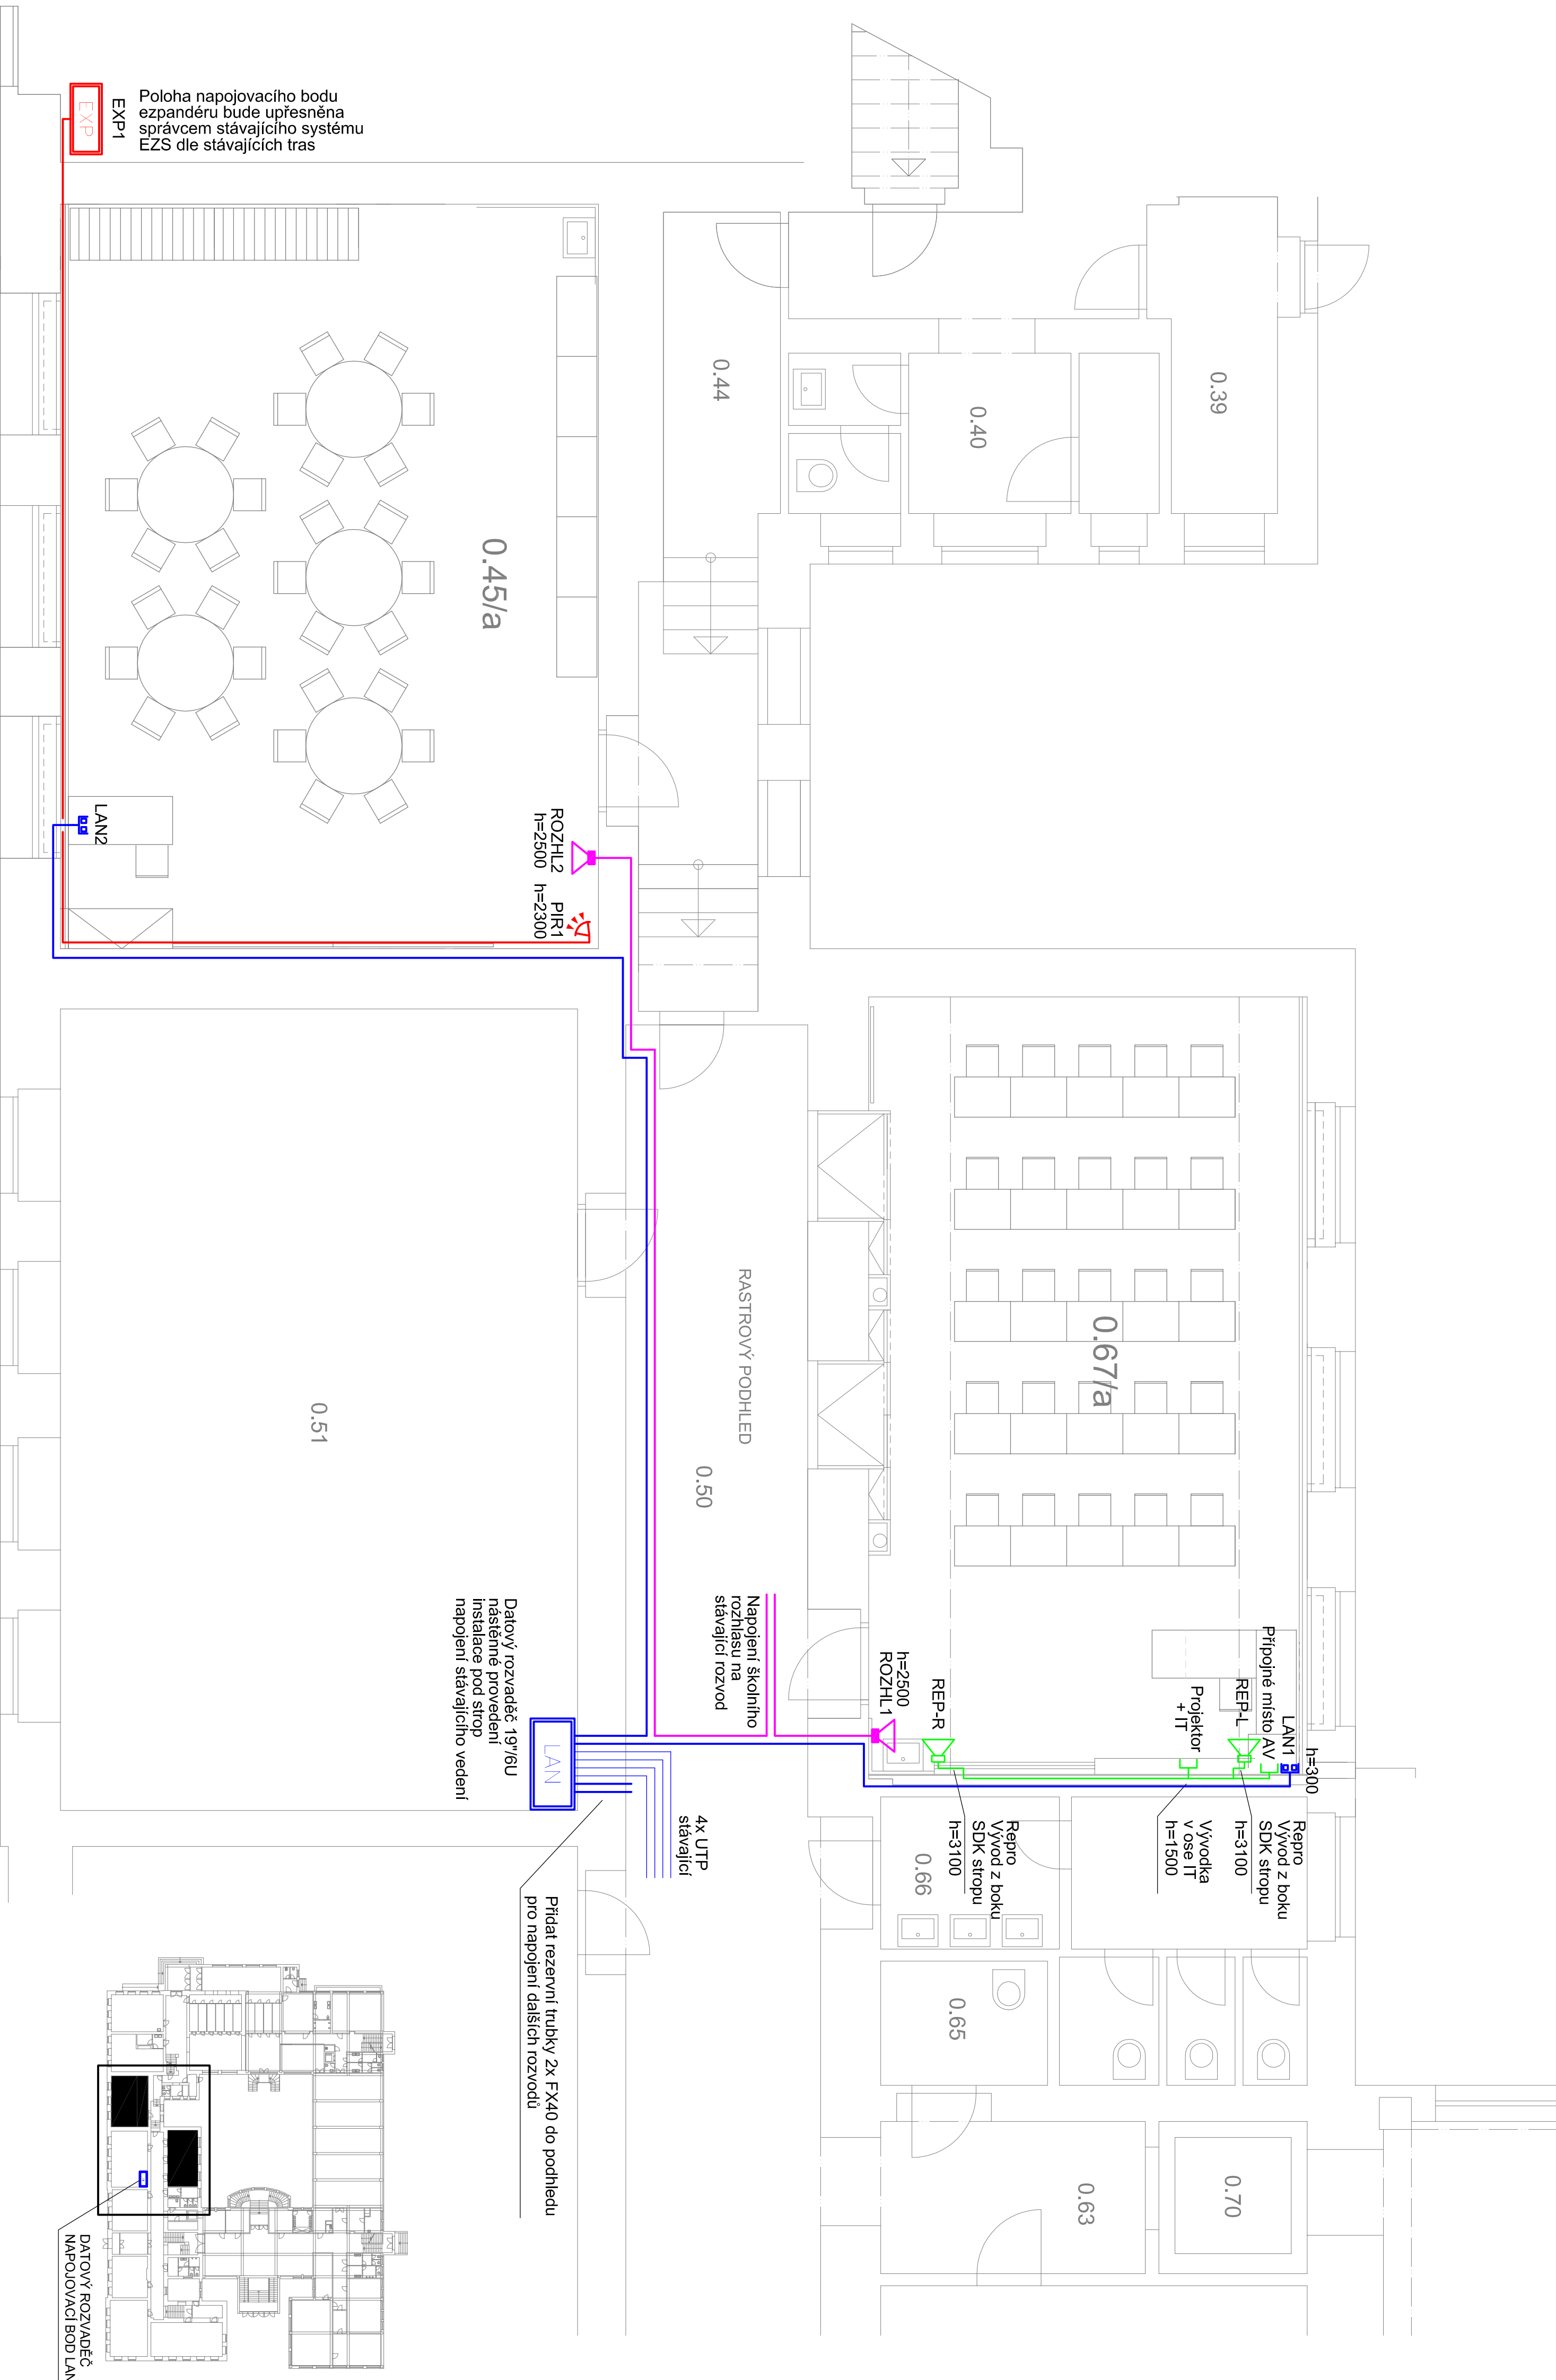 Poloha napojovacího bodu
ezpandéru bude upřesněna
správcem stávajícího systému
EZS dle stávajících tras
EXP1
EXP
0.39
0.40
0.44
0.45/a
LAN2
ROZHL2
h=2500
PIR1
h=2300
0.67/a
RASTROVÝ PODHLED
0.50
0.51
Napojení školního
rozhlasu na
stávající rozvod
h=2500
ROZHL1
REP-R
Projektor
+ IT
REP-L
Přípojné místo AV
LAN1
h=300
Datový rozvaděč 19"/6U
nástěnné provedení
instalace pod strop
napojení stávajícího vedení
LAN
4x UTP
stávající
Repro
Vývod z boku
SDK stropu
h=3100
Vývodka
v ose IT
h=1500
Repro
Vývod z boku
SDK stropu
h=3100
0.66
0.65
0.63
0.70
Přidat rezervní trubky 2x FX40 do podhledu
pro napojení dalších rozvodů
DATOVÝ ROZVADĚČ
NAPOJOVACÍ BOD LAN